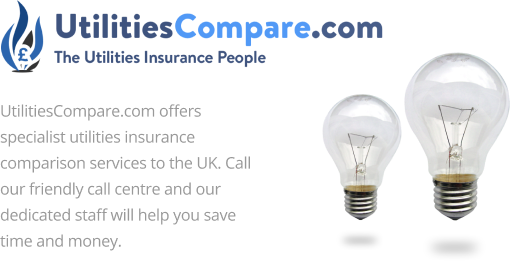 UtilitiesCompare.com
The Utilities Insurance People
£
UtilitiesCompare.com offers
specialist utilities insurance
comparison services to the UK. Call
our friendly call centre and our
dedicated staff will help you save
time and money.